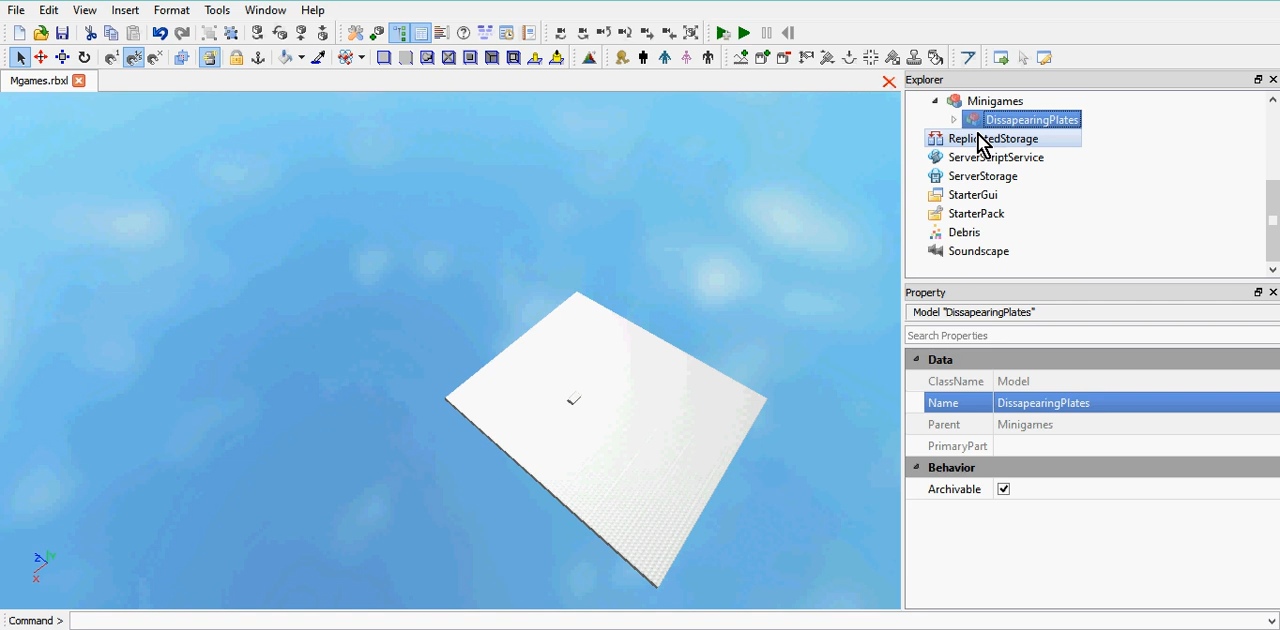 File Edit View Insert Format Tools Window Help
Mgames.rbxl
Explorer
Minigames
DissapearingPlates
ReplicatedStorage
ServerScriptService
ServerStorage
StarterGui
StarterPack
Debris
Soundscape
Property
Model "DissapearingPlates"
Search Properties
Data
ClassName Model
Name DissapearingPlates
Parent Minigames
PrimaryPart
Behavior
Archivable
Z Y
X
Command >